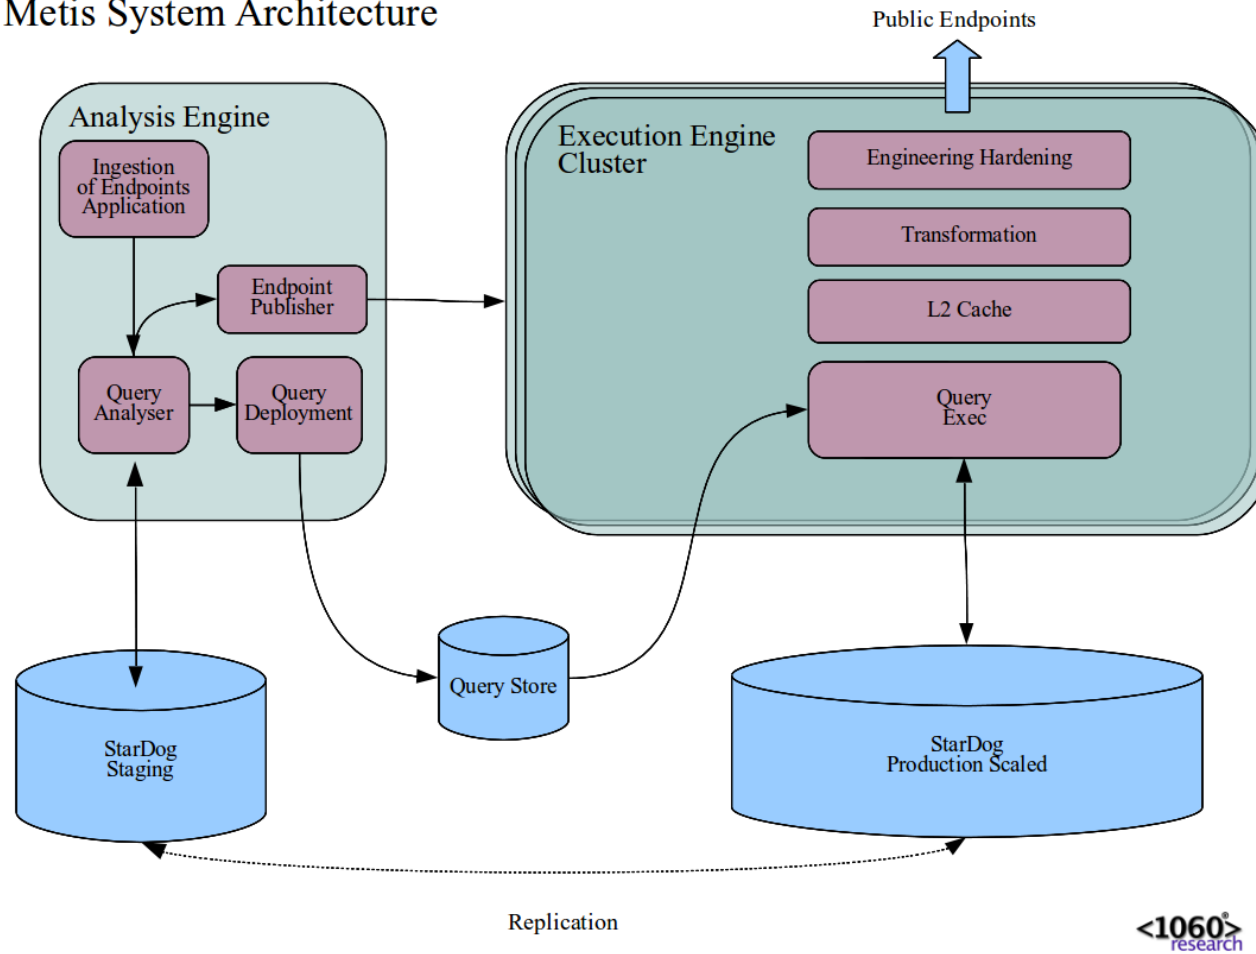 Metis System Architecture
Public Endpoints
Analysis Engine
Ingestion
of Endpoints
Application
Endpoint
Publisher
Query
Analyser
Query
Deployment
Execution Engine
Cluster
Engineering Hardening
Transformation
L2 Cache
Query
Exec
Query Store
StarDog
Staging
StarDog
Production Scaled
Replication
<1060>®
research